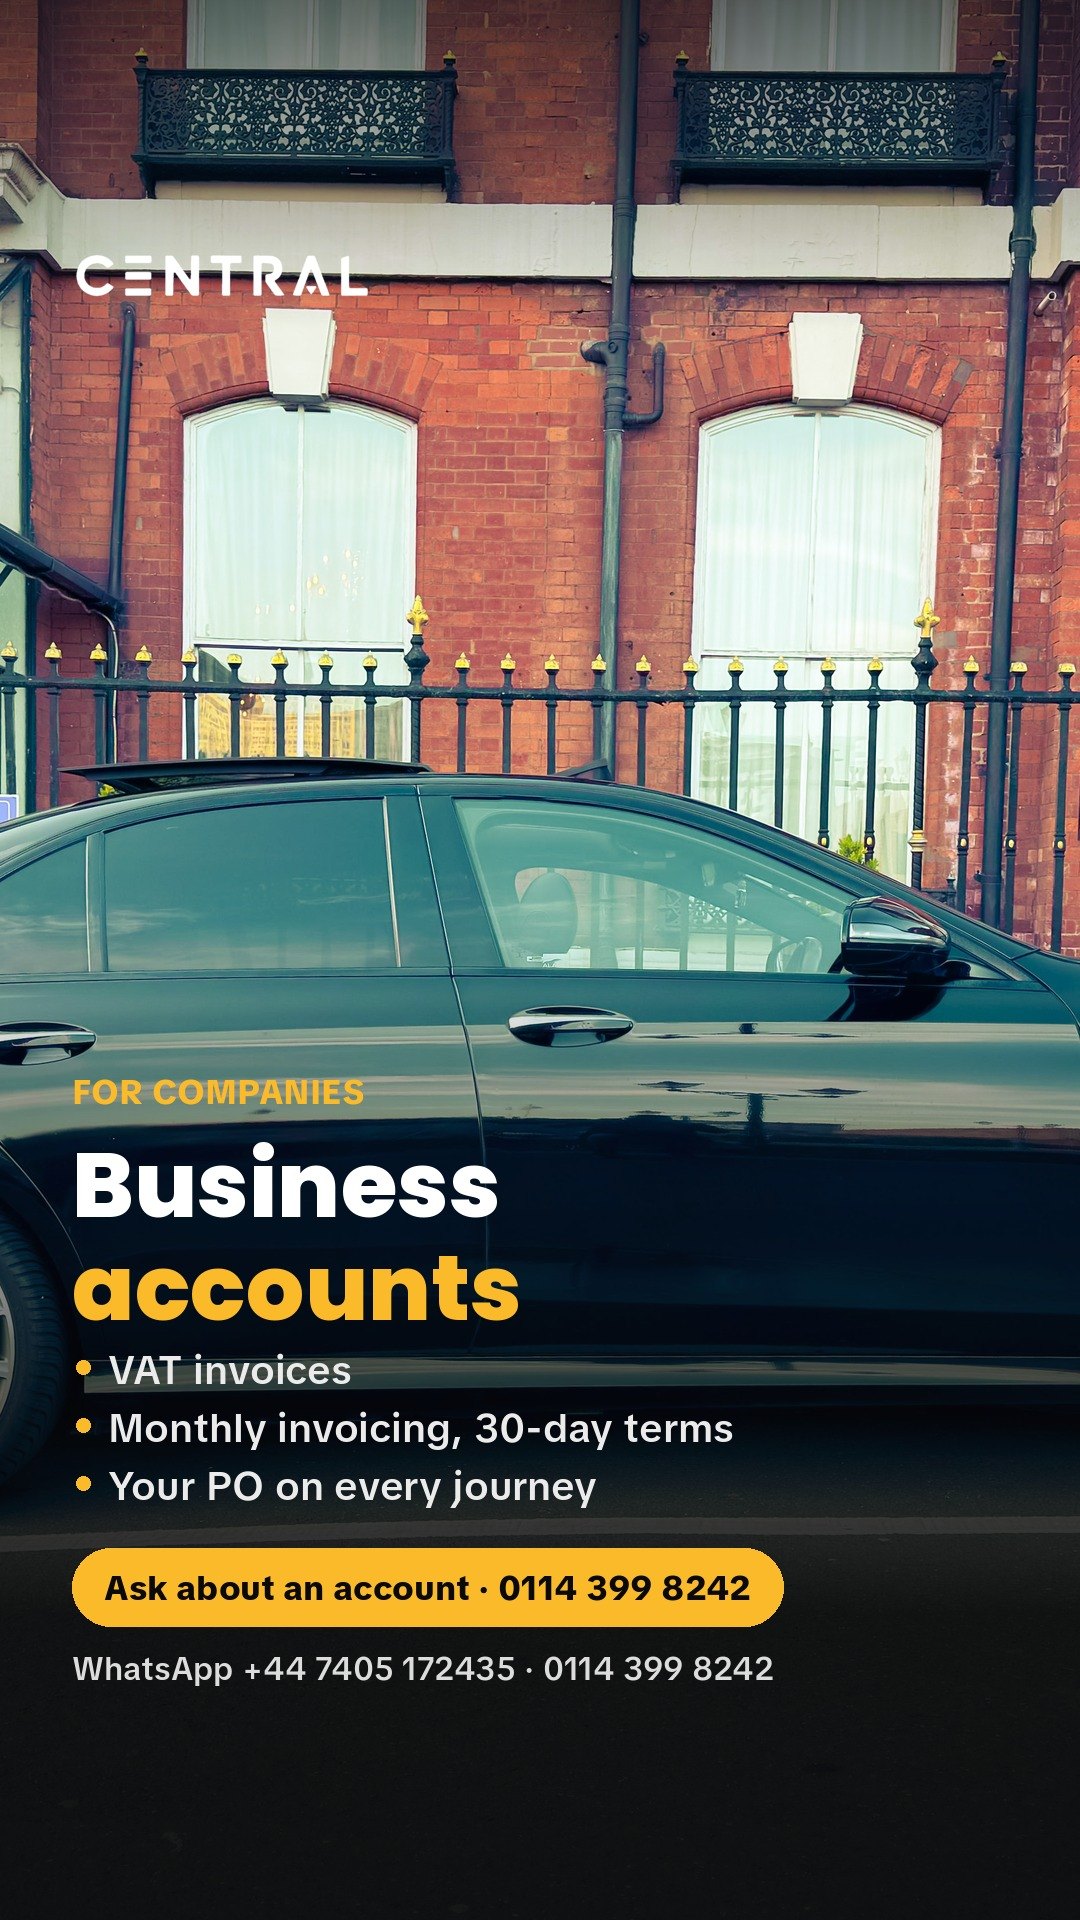 CENTRAL
FOR COMPANIES
Business
accounts
• VAT invoices
• Monthly invoicing, 30-day terms
• Your PO on every journey
Ask about an account · 0114 399 8242
WhatsApp +44 7405 172435 · 0114 399 8242